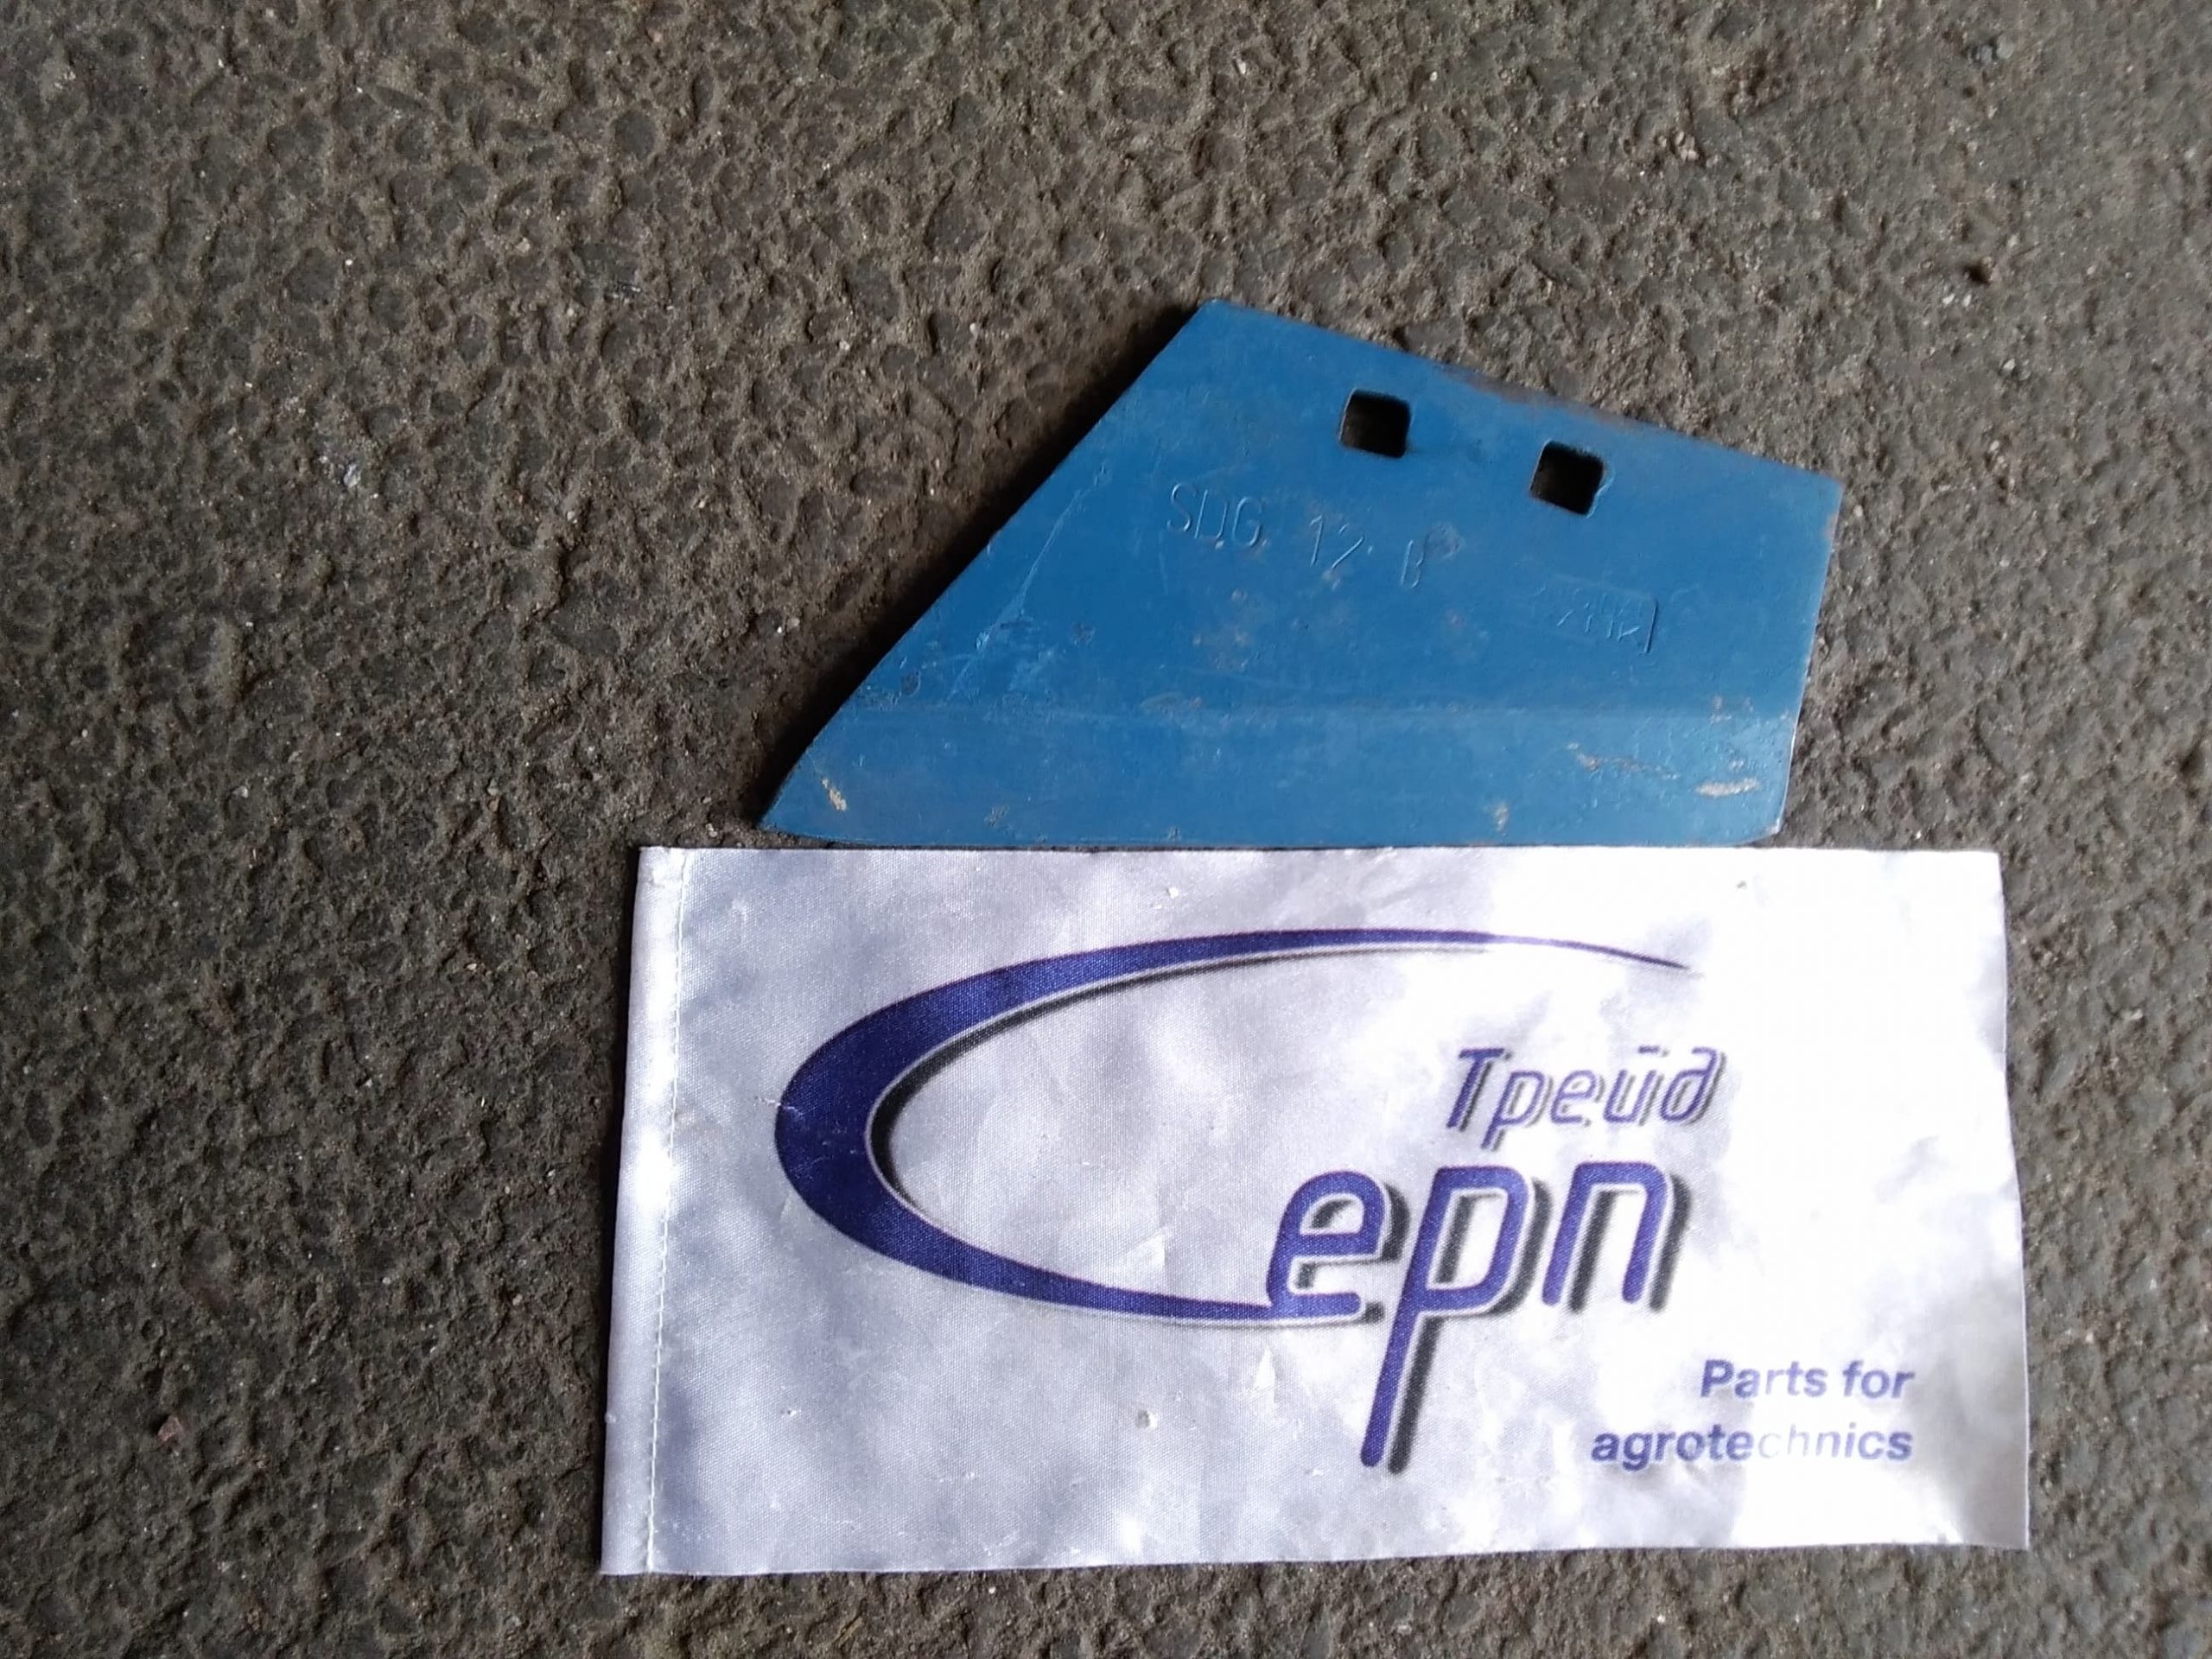 SDG 12 B
Трейд
Серп
Parts for
agrotechnics